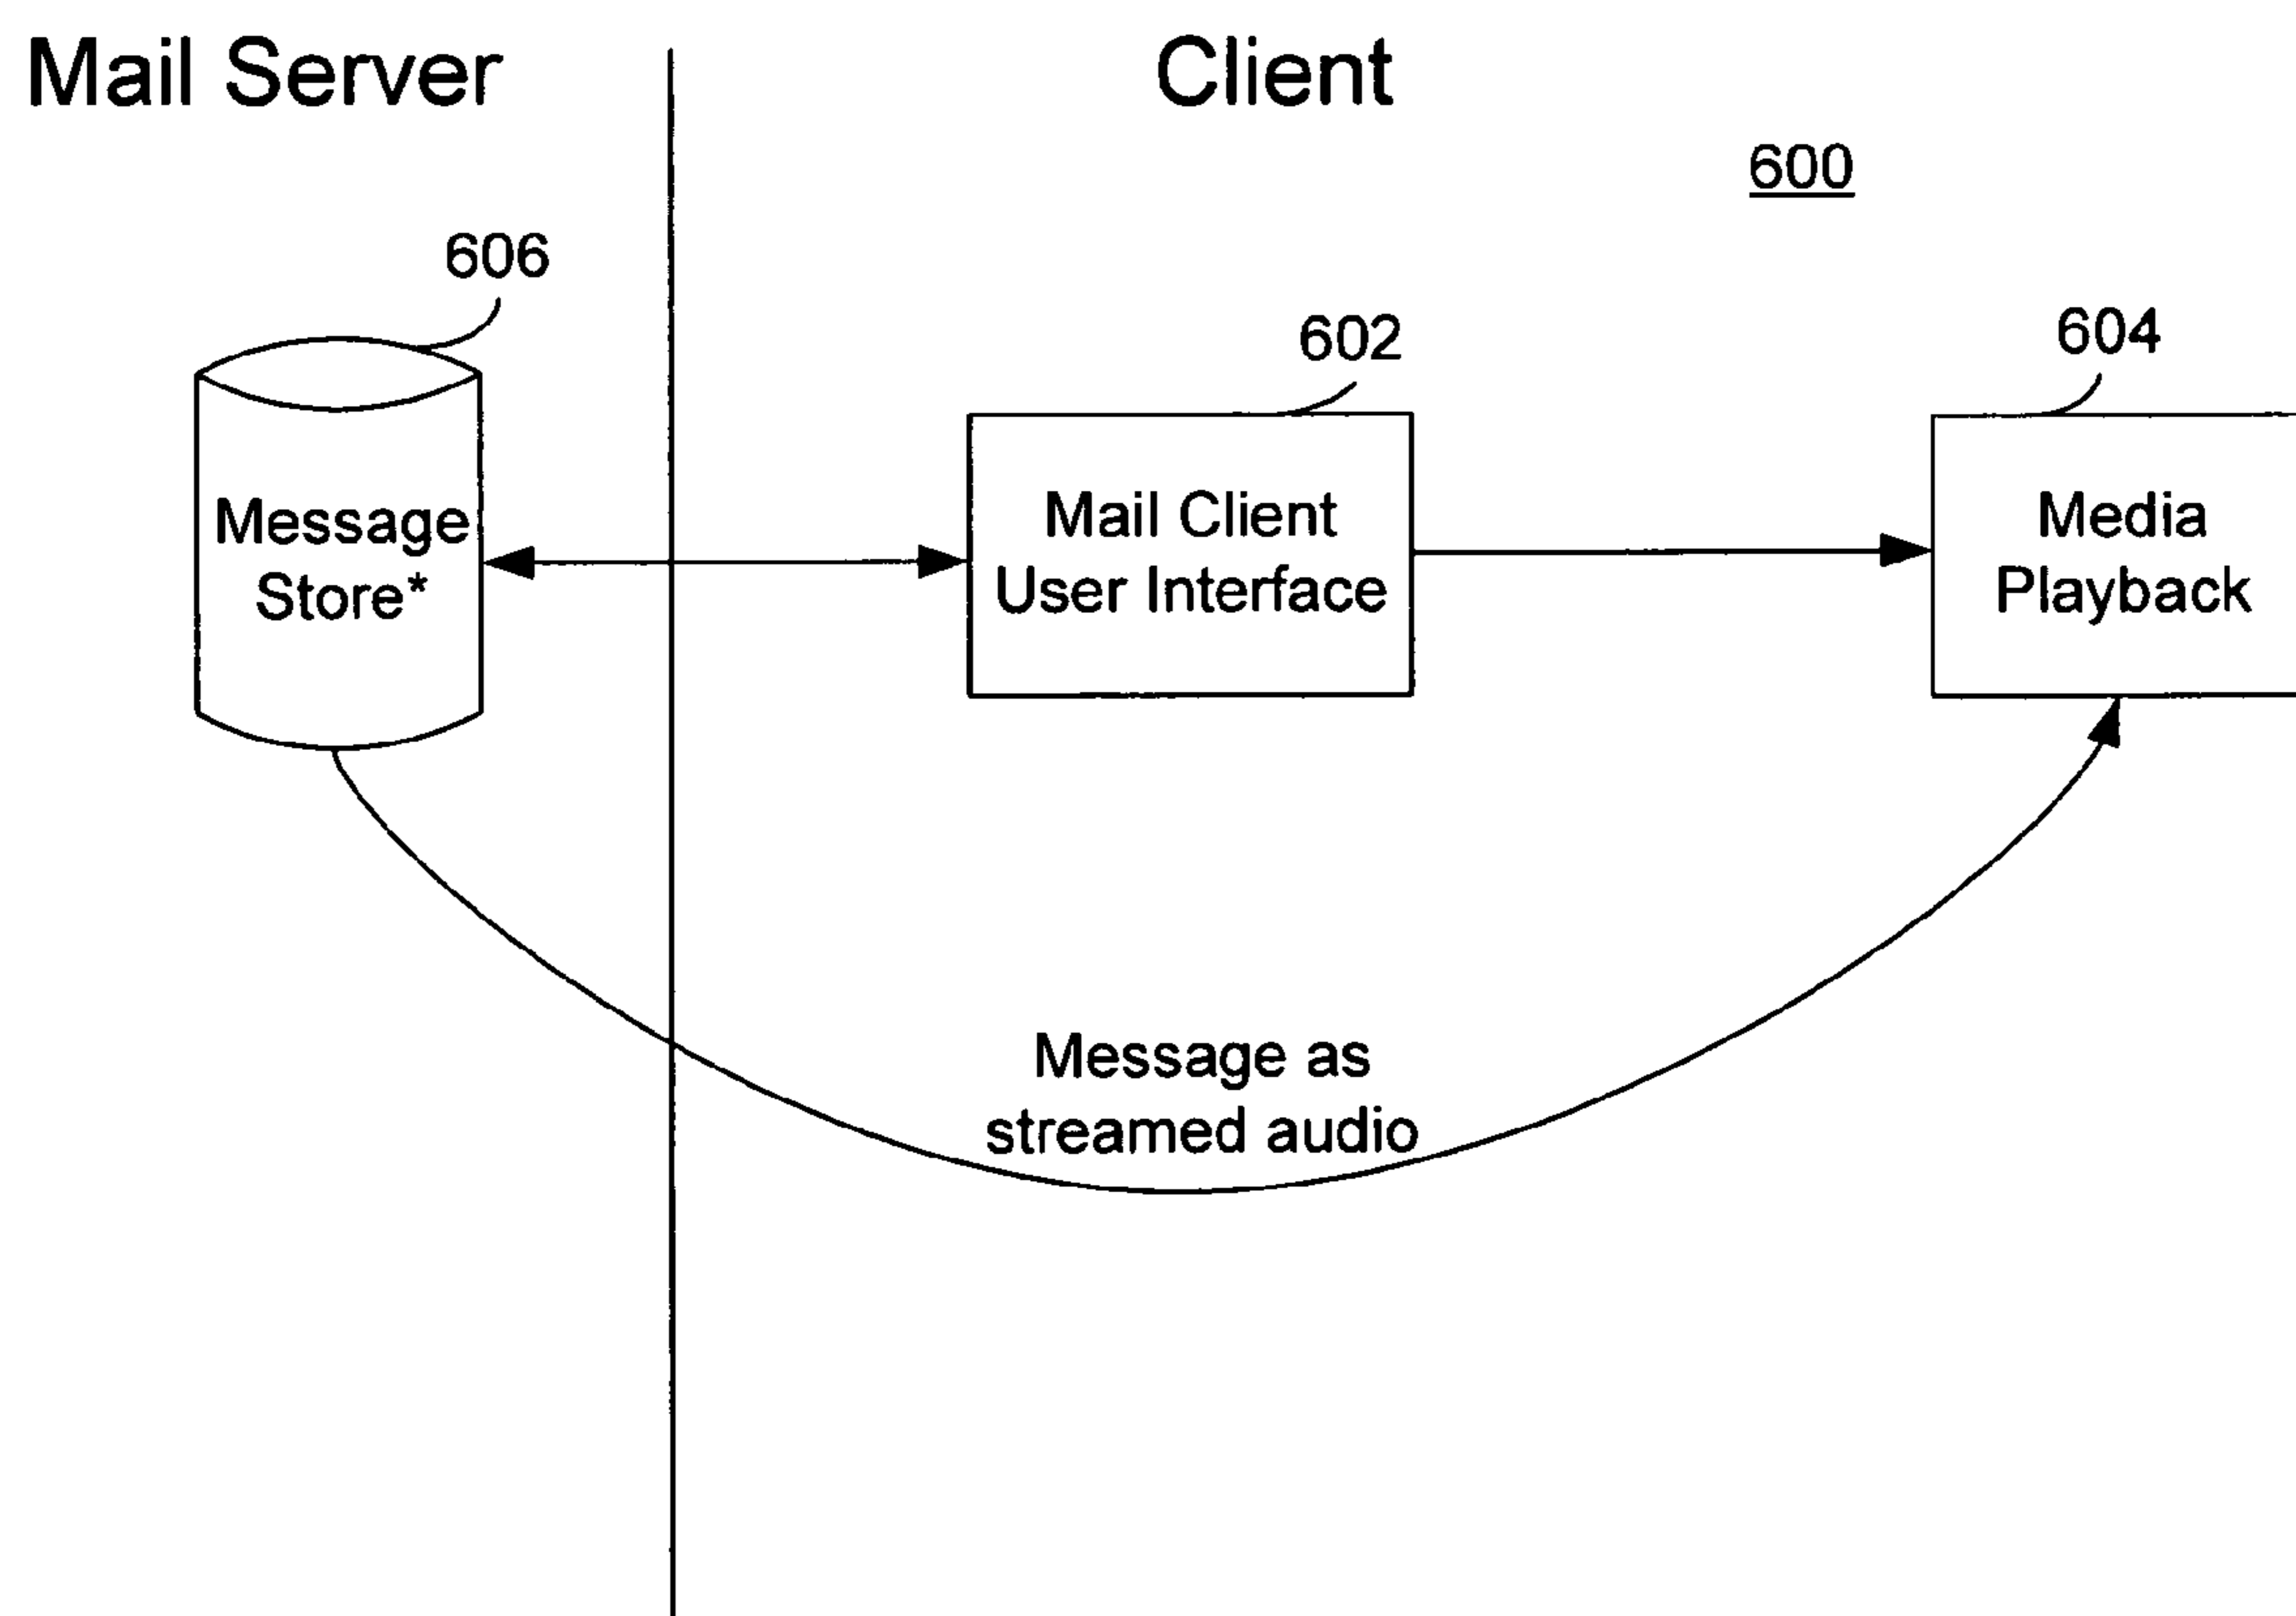 Mail Server
Client
600
606
602
604
Message
Store*
Mail Client
User Interface
Media
Playback
Message as
streamed audio